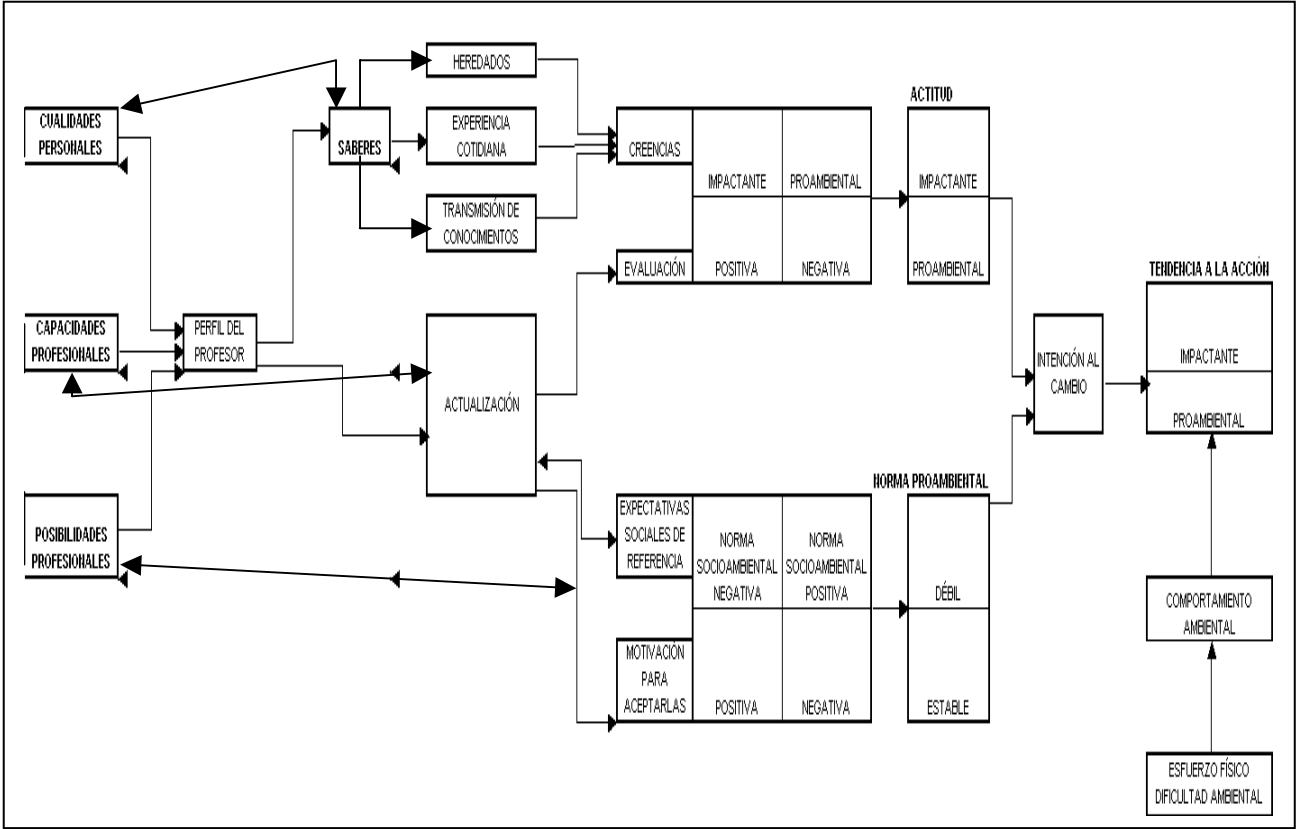 CUALIDADES
PERSONALES
CAPACIDADES
PROFESIONALES
POSIBILIDADES
PROFESIONALES
PERFIL DEL
PROFESOR
SABERES
HEREDADOS
EXPERIENCIA
COTIDIANA
TRANSMISIÓN DE
CONOCIMIENTOS
ACTUALIZACIÓN
CREENCIAS
IMPACTANTE
PROAMBIENTAL
EVALUACIÓN
POSITIVA
NEGATIVA
EXPECTATIVAS
SOCIALES DE
REFERENCIA
NORMA
SOCIOAMBIENTAL
NEGATIVA
NORMA
SOCIOAMBIENTAL
POSITIVA
MOTIVACIÓN
PARA
ACEPTARLAS
POSITIVA
NEGATIVA
ACTITUD
IMPACTANTE
PROAMBIENTAL
NORMA PROAMBIENTAL
DÉBIL
ESTABLE
INTENCIÓN AL
CAMBIO
TENDENCIA A LA ACCIÓN
IMPACTANTE
PROAMBIENTAL
COMPORTAMIENTO
AMBIENTAL
ESFUERZO FÍSICO
DIFICULTAD AMBIENTAL